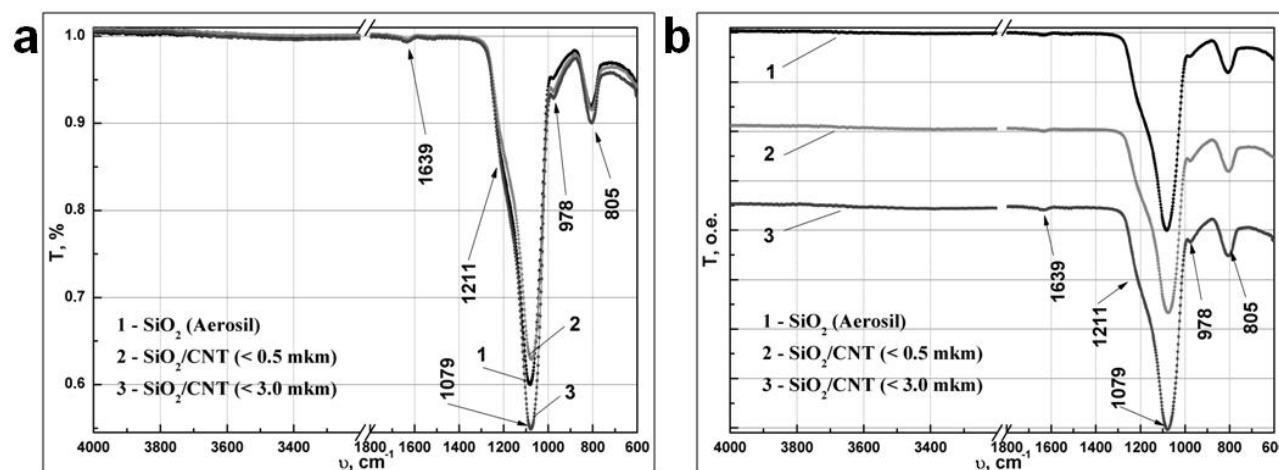 a
1.0
0.9
0.8
0.7
0.6
T, %
1639
1211
1079
978
805
1
2
3
1 - SiO₂ (Aerosil)
2 - SiO₂/CNT (< 0.5 mkm)
3 - SiO₂/CNT (< 3.0 mkm)
4000 3600 3400 1800 1600 1400 1200 1000 800 600
υ, cm⁻¹
b
T, o.e.
1
2
3
1639
1211
1079
978
805
1 - SiO₂ (Aerosil)
2 - SiO₂/CNT (< 0.5 mkm)
3 - SiO₂/CNT (< 3.0 mkm)
4000 3800 3600 3400 1800 1600 1400 1200 1000 800 600
υ, cm⁻¹